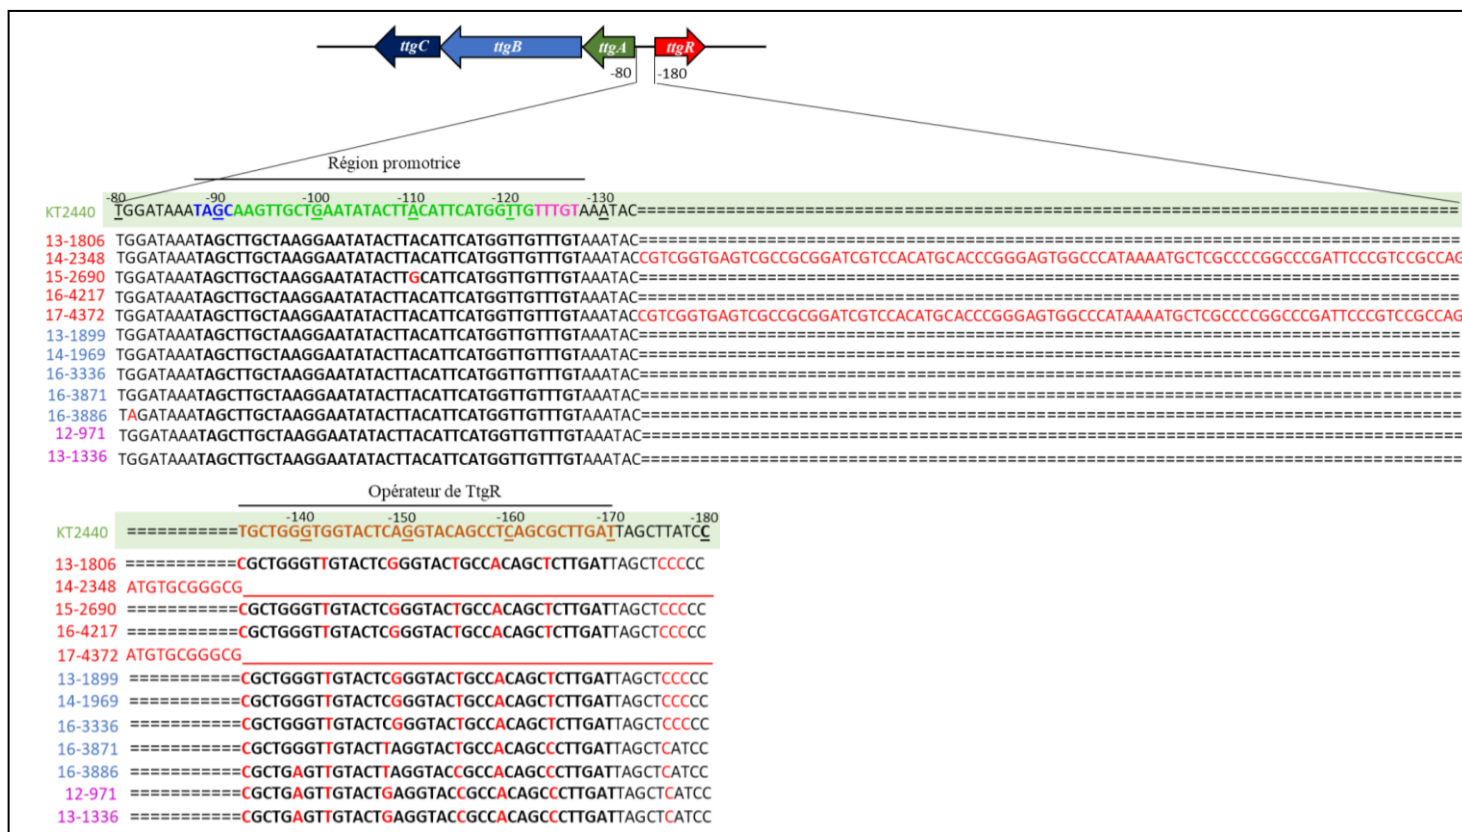 ttgC ttgB ttgA ttgR
-80 -180
Région promotrice
-80 -90 -100 -110 -120 -130
KT2440 TGGATAAATAGCAAGTTGCTGAATATACTTACATTCATGGTTGTTTGTAAATAC====================================================================================
13-1806 TGGATAAATAGCTTGCTAAGGAATATACTTACATTCATGGTTGTTTGTAAATAC====================================================================================
14-2348 TGGATAAATAGCTTGCTAAGGAATATACTTACATTCATGGTTGTTTGTAAATACCGTCGGTGAGTCGCCGCGGATCGTCCACATGCACCCGGGAGTGGCCCATAAAATGCTCGCCCCGGCCCGATTCCCGTCCGCCAG
15-2690 TGGATAAATAGCTTGCTAAGGAATATACTTGCATTCATGGTTGTTTGTAAATAC====================================================================================
16-4217 TGGATAAATAGCTTGCTAAGGAATATACTTACATTCATGGTTGTTTGTAAATAC====================================================================================
17-4372 TGGATAAATAGCTTGCTAAGGAATATACTTACATTCATGGTTGTTTGTAAATACCGTCGGTGAGTCGCCGCGGATCGTCCACATGCACCCGGGAGTGGCCCATAAAATGCTCGCCCCGGCCCGATTCCCGTCCGCCAG
13-1899 TGGATAAATAGCTTGCTAAGGAATATACTTACATTCATGGTTGTTTGTAAATAC====================================================================================
14-1969 TGGATAAATAGCTTGCTAAGGAATATACTTACATTCATGGTTGTTTGTAAATAC====================================================================================
16-3336 TGGATAAATAGCTTGCTAAGGAATATACTTACATTCATGGTTGTTTGTAAATAC====================================================================================
16-3871 TGGATAAATAGCTTGCTAAGGAATATACTTACATTCATGGTTGTTTGTAAATAC====================================================================================
16-3886 TAGATAAATAGCTTGCTAAGGAATATACTTACATTCATGGTTGTTTGTAAATAC====================================================================================
12-971 TGGATAAATAGCTTGCTAAGGAATATACTTACATTCATGGTTGTTTGTAAATAC====================================================================================
13-1336 TGGATAAATAGCTTGCTAAGGAATATACTTACATTCATGGTTGTTTGTAAATAC====================================================================================
Opérateur de TtgR
-140 -150 -160 -170 -180
KT2440 ===========TGCTGGGTGGTACTCAGGTACAGCCTCAGCGCTTGATTAGCTTATCC
13-1806 ===========CGCTGGGTTGTACTCGGGTACTGCCACAGCTCTTGATTAGCTCCCCC
14-2348 ATGTGCGGGCG
15-2690 ===========CGCTGGGTTGTACTCGGGTACTGCCACAGCTCTTGATTAGCTCCCCC
16-4217 ===========CGCTGGGTTGTACTCGGGTACTGCCACAGCTCTTGATTAGCTCCCCC
17-4372 ATGTGCGGGCG
13-1899 ===========CGCTGGGTTGTACTCGGGTACTGCCACAGCTCTTGATTAGCTCCCCC
14-1969 ===========CGCTGGGTTGTACTCGGGTACTGCCACAGCTCTTGATTAGCTCCCCC
16-3336 ===========CGCTGGGTTGTACTCGGGTACTGCCACAGCTCTTGATTAGCTCCCCC
16-3871 ===========CGCTGGGTTGTACTTAGGTACTGCCACAGCCCTTGATTAGCTCATCC
16-3886 ===========CGCTGAGTTGTACTTAGGTACCGCCACAGCCCTTGATTAGCTCATCC
12-971 ===========CGCTGAGTTGTACTGAGGTACCGCCACAGCCCTTGATTAGCTCATCC
13-1336 ===========CGCTGAGTTGTACTGAGGTACCGCCACAGCCCTTGATTAGCTCATCC